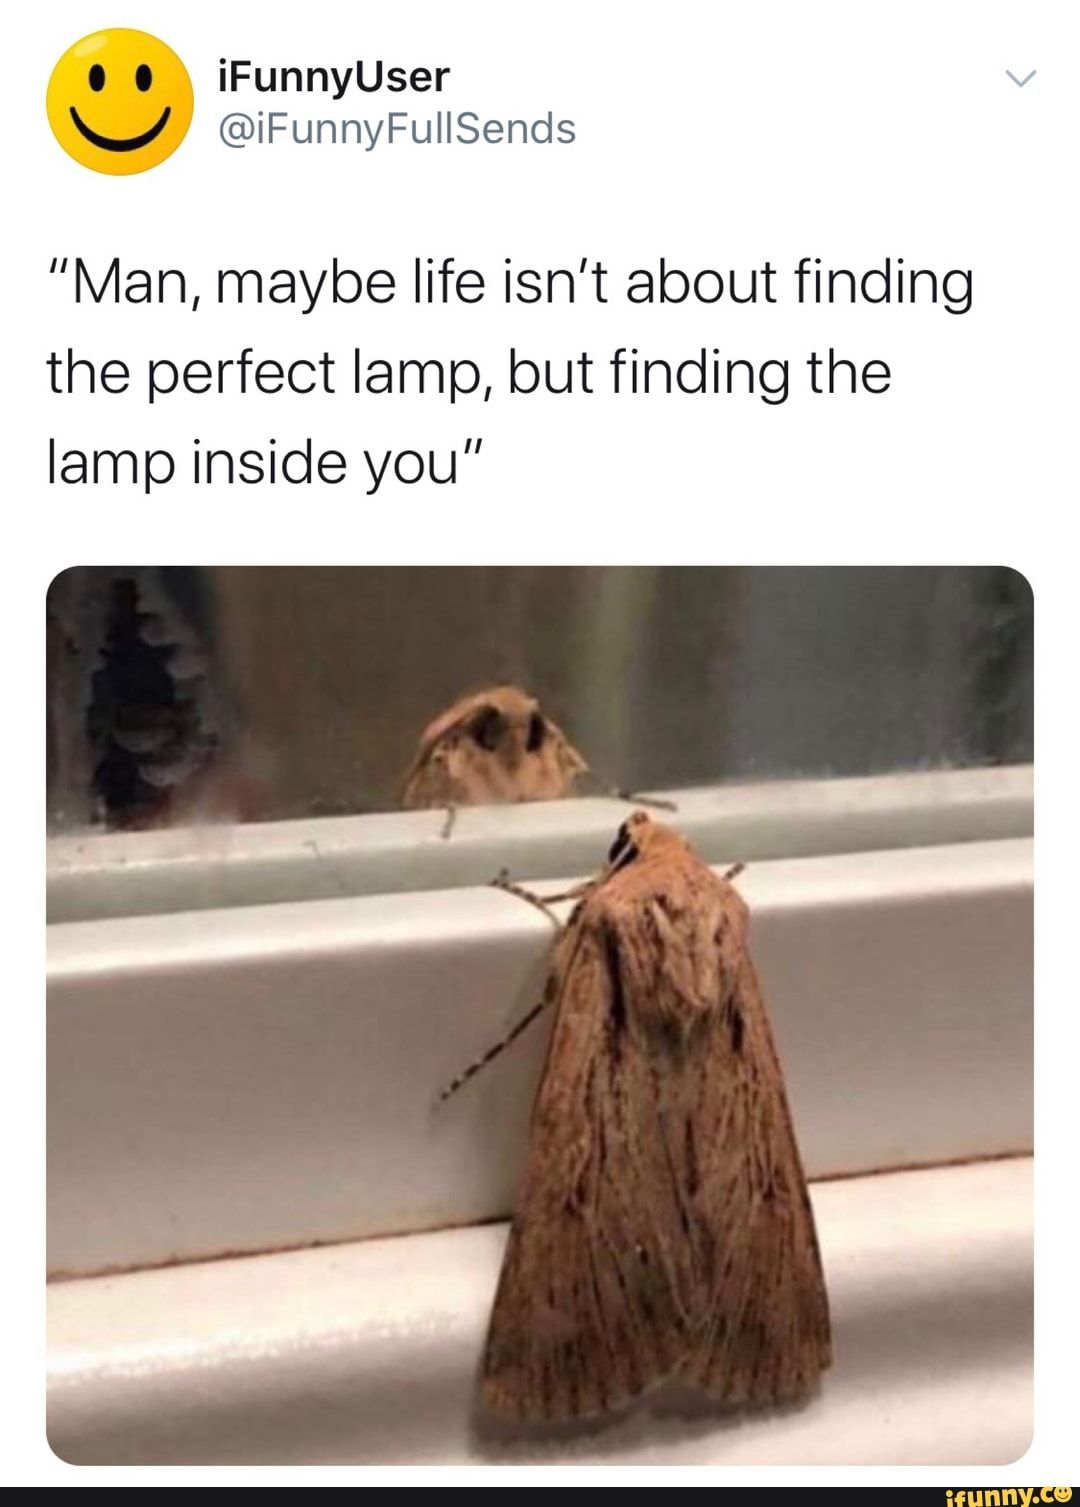 iFunnyUser
@iFunnyFullSends
“Man, maybe life isn’t about finding
the perfect lamp, but finding the
lamp inside you”
ifunny.co